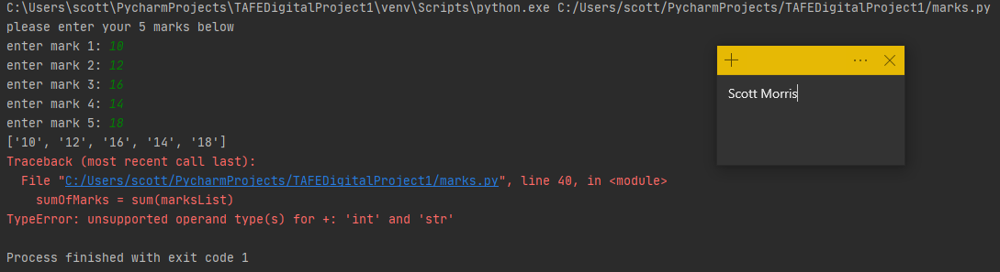 C:\Users\scott\PycharmProjects\TAFEDigitalProject1\venv\Scripts\python.exe C:/Users/scott/PycharmProjects/TAFEDigitalProject1/marks.py
please enter your 5 marks below
enter mark 1: 10
enter mark 2: 12
enter mark 3: 16
enter mark 4: 14
enter mark 5: 18
['10', '12', '16', '14', '18']
Traceback (most recent call last):
  File "C:/Users/scott/PycharmProjects/TAFEDigitalProject1/marks.py", line 40, in <module>
    sumOfMarks = sum(marksList)
TypeError: unsupported operand type(s) for +: 'int' and 'str'
Process finished with exit code 1
Scott Morris